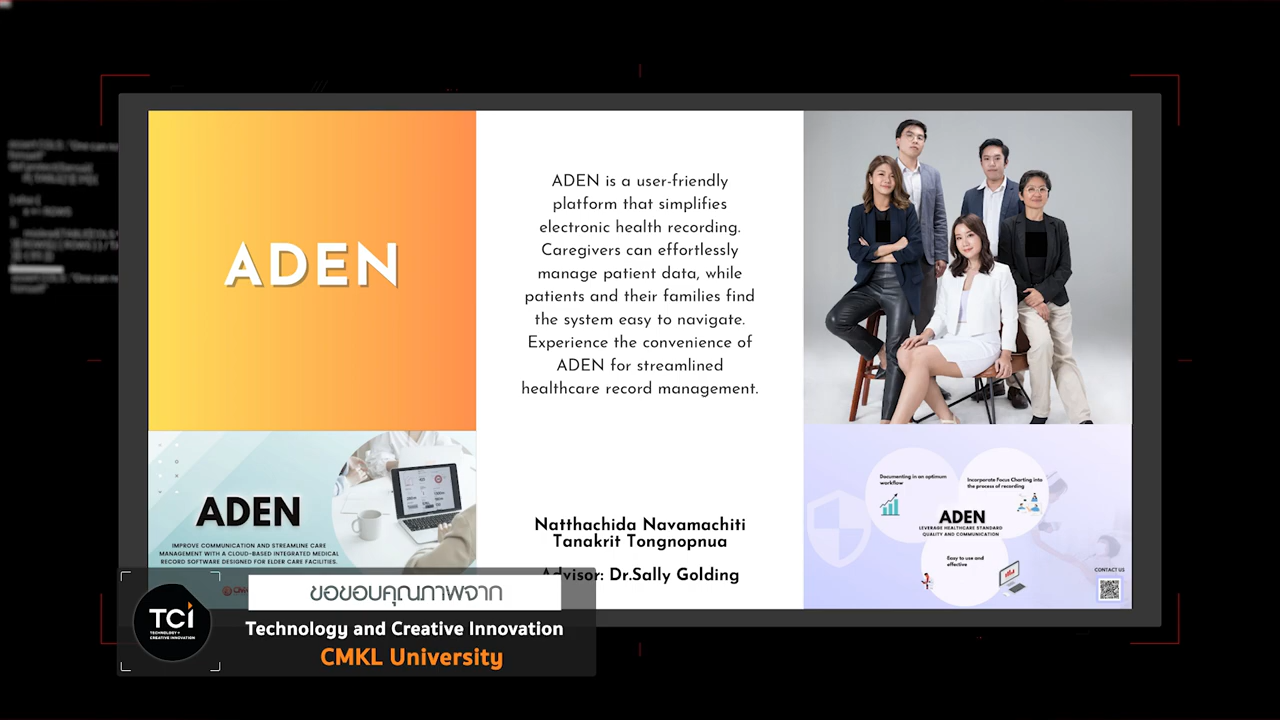 ADEN
ADEN is a user-friendly
platform that simplifies
electronic health recording.
Caregivers can effortlessly
manage patient data, while
patients and their families find
the system easy to navigate.
Experience the convenience of
ADEN for streamlined
healthcare record management.
Natthachida Navamachiti
Tanakrit Tongnopnua
Advisor: Dr.Sally Golding
ADEN
IMPROVE COMMUNICATION AND STREAMLINE CARE
MANAGEMENT WITH A CLOUD-BASED INTEGRATED MEDICAL
RECORD SOFTWARE DESIGNED FOR ELDER CARE FACILITIES.
Documenting in an optimum
workflow
Incorporate Focus Charting into
the process of recording
ADEN
LEVERAGE HEALTHCARE STANDARD
QUALITY AND COMMUNICATION
Easy to use and
effective
CONTACT US
TCi
TECHNOLOGY +
CREATIVE INNOVATION
ขอขอบคุณภาพจาก
Technology and Creative Innovation
CMKL University